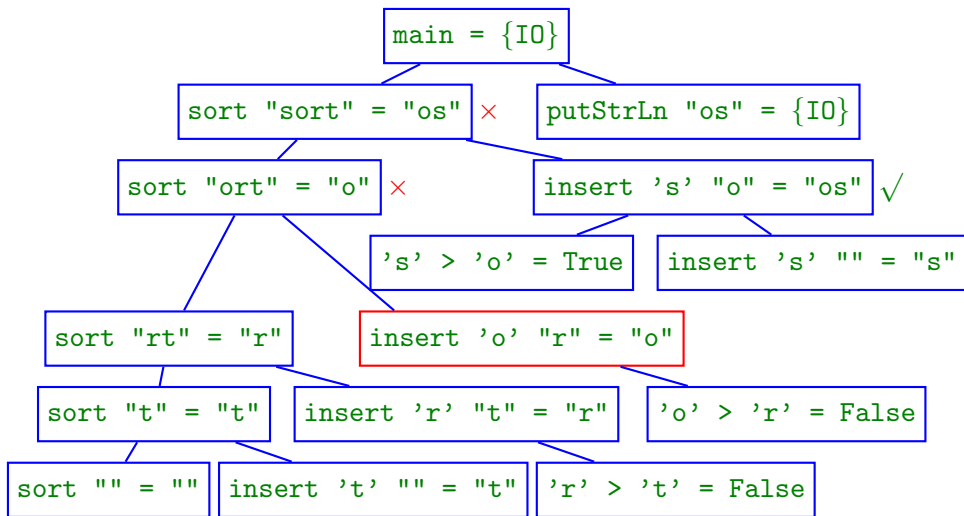 main = {IO}
sort "sort" = "os" ×
putStrLn "os" = {IO}
sort "ort" = "o" ×
insert 's' "o" = "os" √
's' > 'o' = True
insert 's' "" = "s"
sort "rt" = "r"
insert 'o' "r" = "o"
sort "t" = "t"
insert 'r' "t" = "r"
'o' > 'r' = False
sort "" = ""
insert 't' "" = "t"
'r' > 't' = False